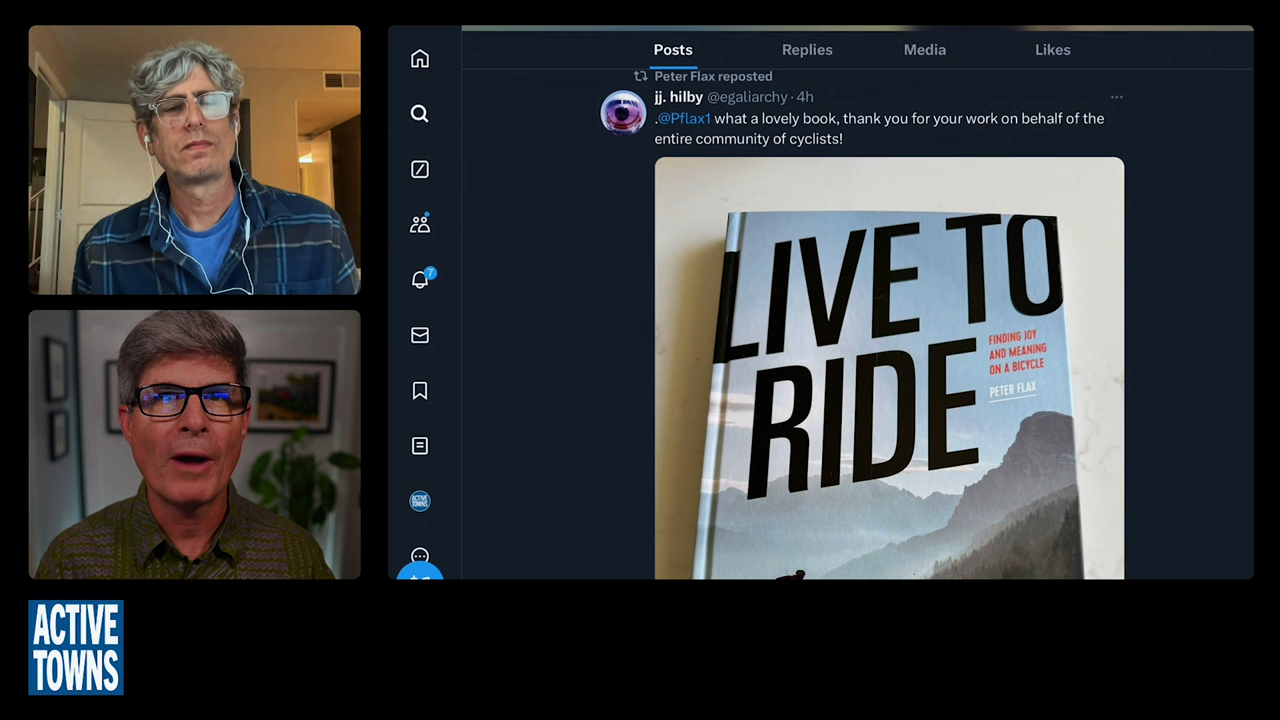 Posts
Replies
Media
Likes
Peter Flax reposted
jj. hilby @egaliarchy · 4h
.@Pflax1 what a lovely book, thank you for your work on behalf of the
entire community of cyclists!
7
LIVE TO
RIDE
FINDING JOY
AND MEANING
ON A BICYCLE
PETER FLAX
ACTIVE
TOWNS
ACTIVE
TOWNS